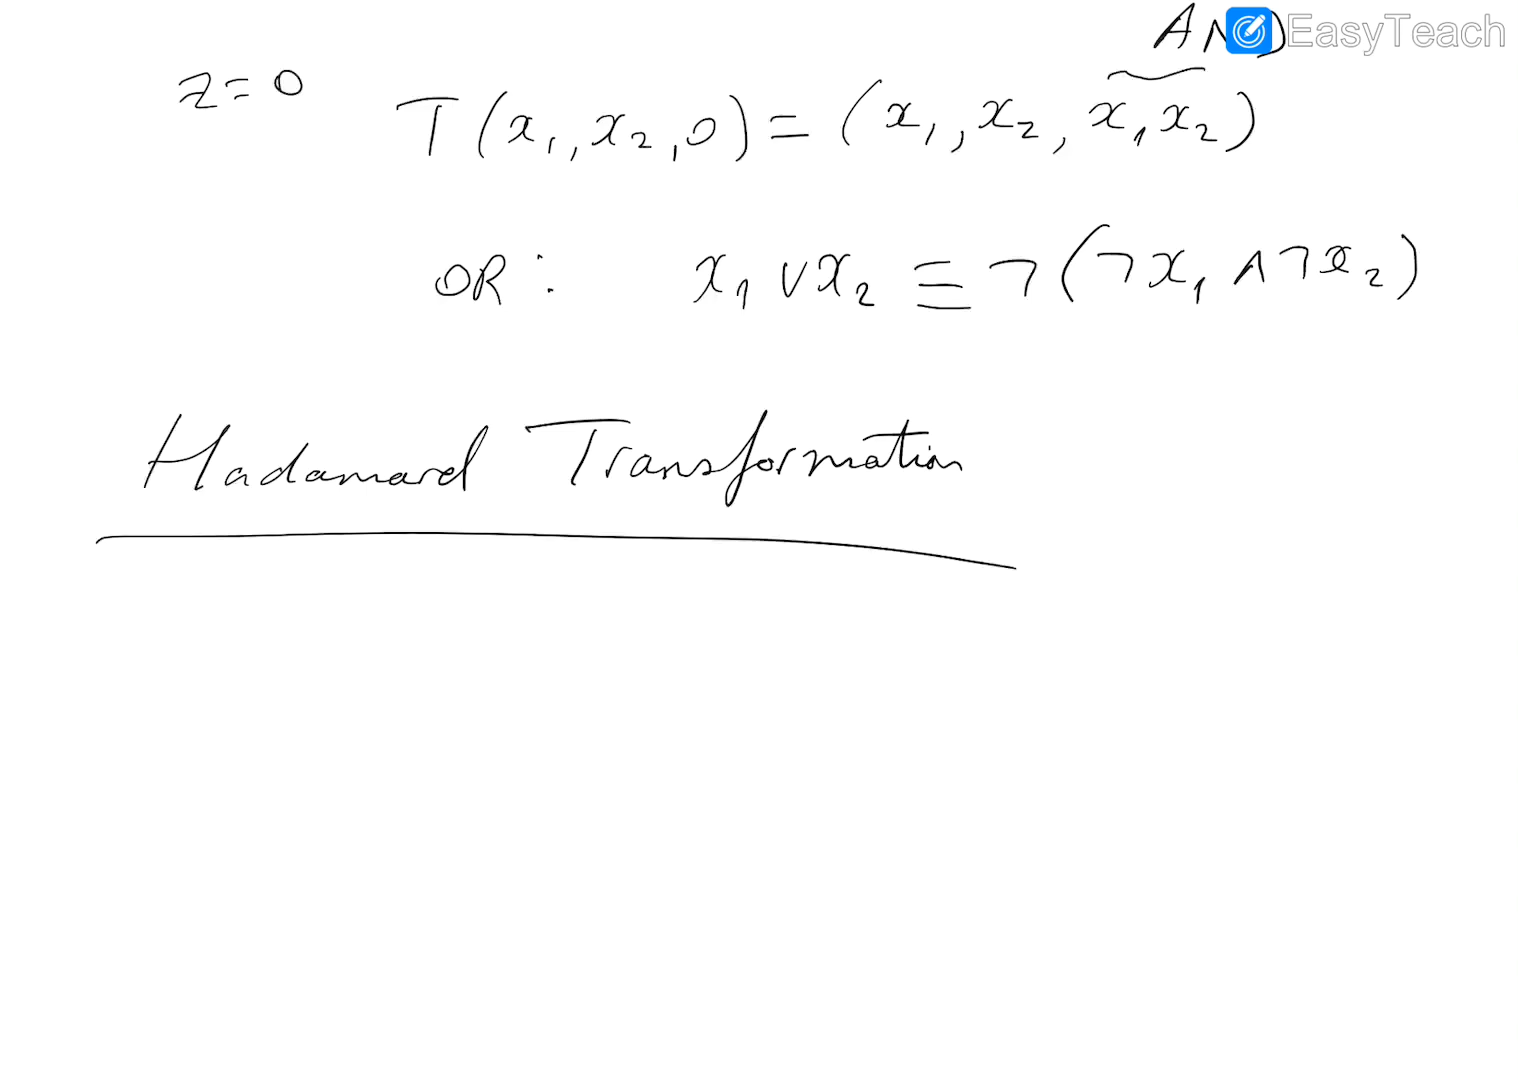 AND EasyTeach
z=0 T(x₁,x₂,0)=(x₁,x₂,x₁x₂)
OR: x₁∨x₂≡¬(¬x₁∧¬x₂)
Hadamard Transformation